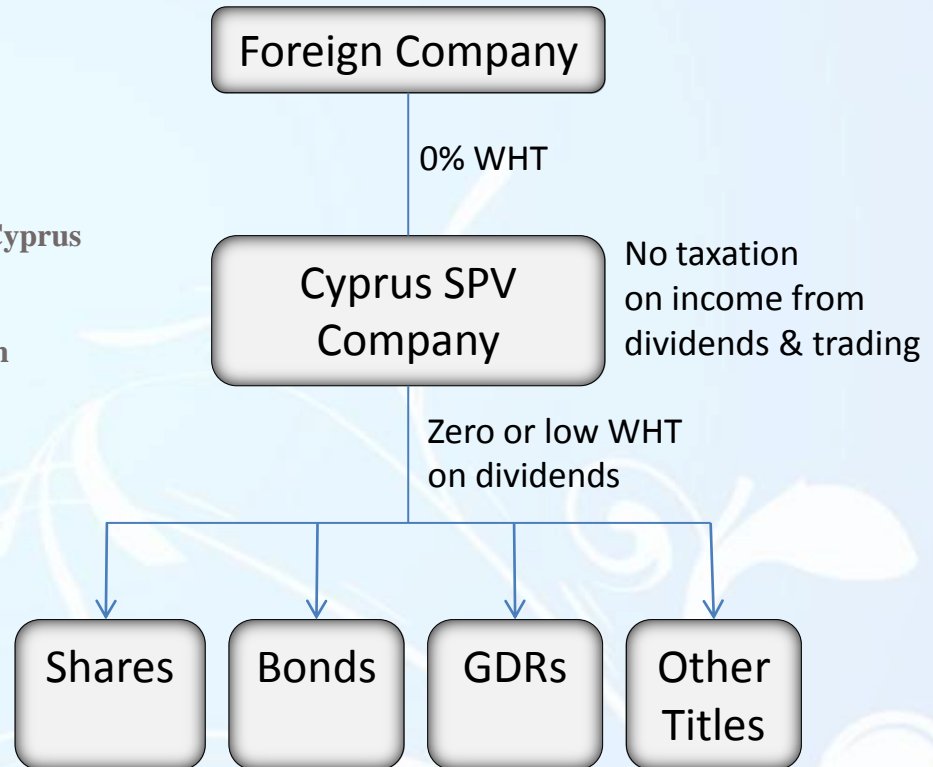 Foreign Company
0% WHT
Cyprus
Cyprus SPV
Company
No taxation
on income from
dividends & trading
Zero or low WHT
on dividends
Shares
Bonds
GDRs
Other
Titles